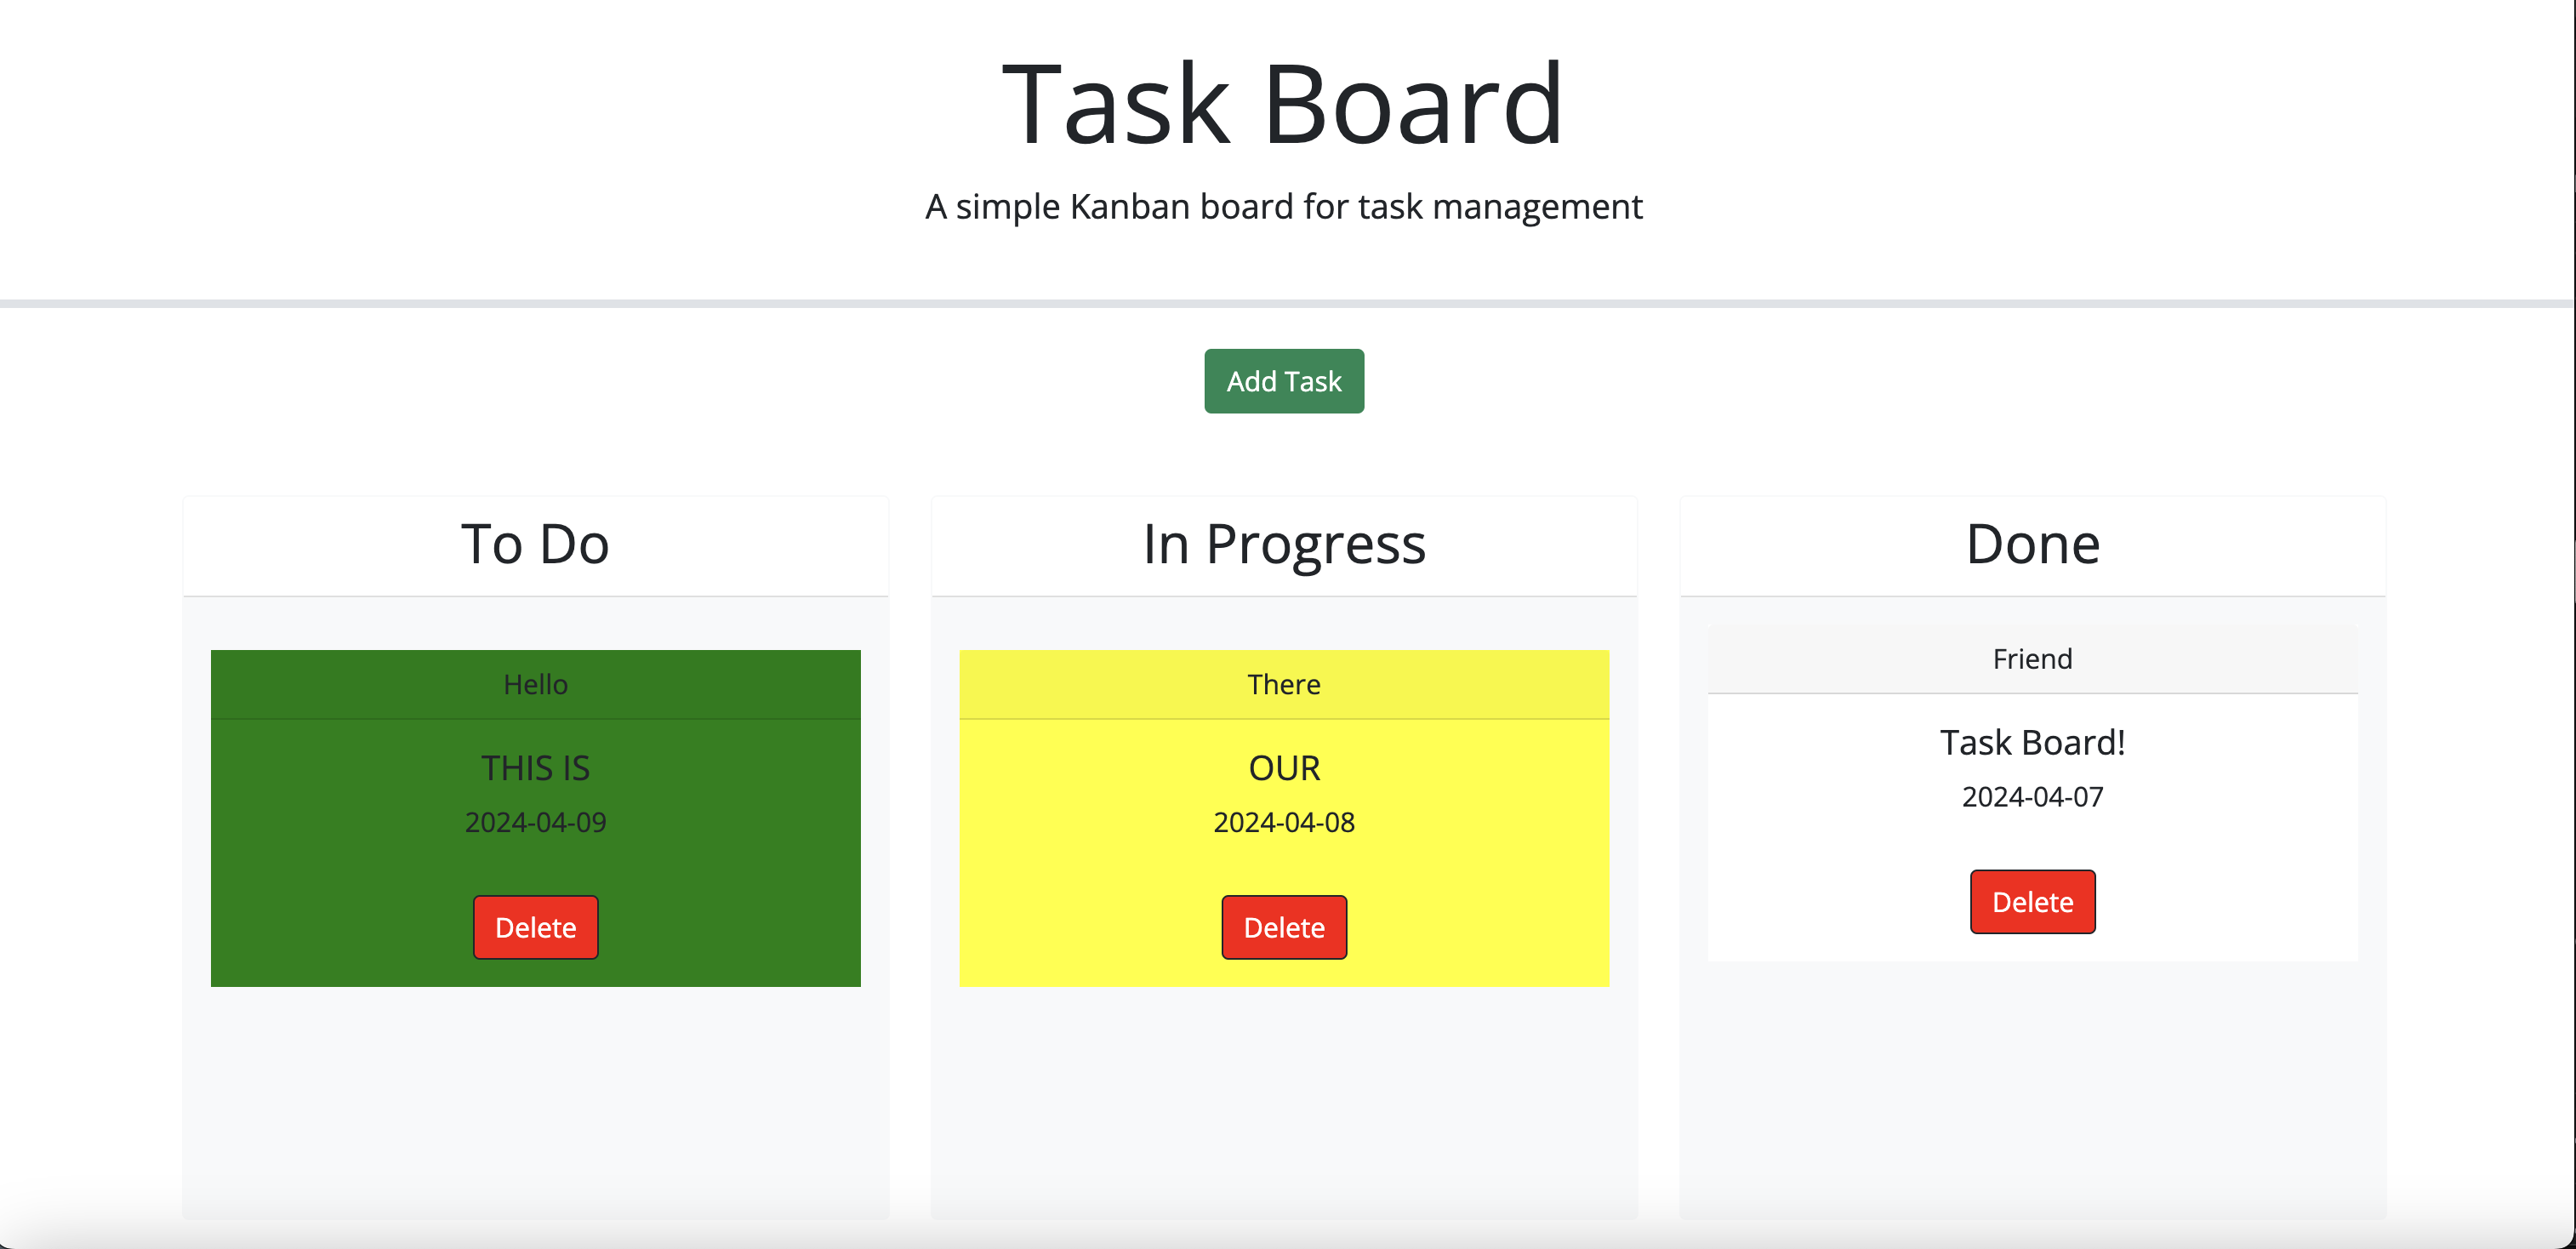 Task Board
A simple Kanban board for task management
Add Task
To Do
Hello
THIS IS
2024-04-09
Delete
In Progress
There
OUR
2024-04-08
Delete
Done
Friend
Task Board!
2024-04-07
Delete